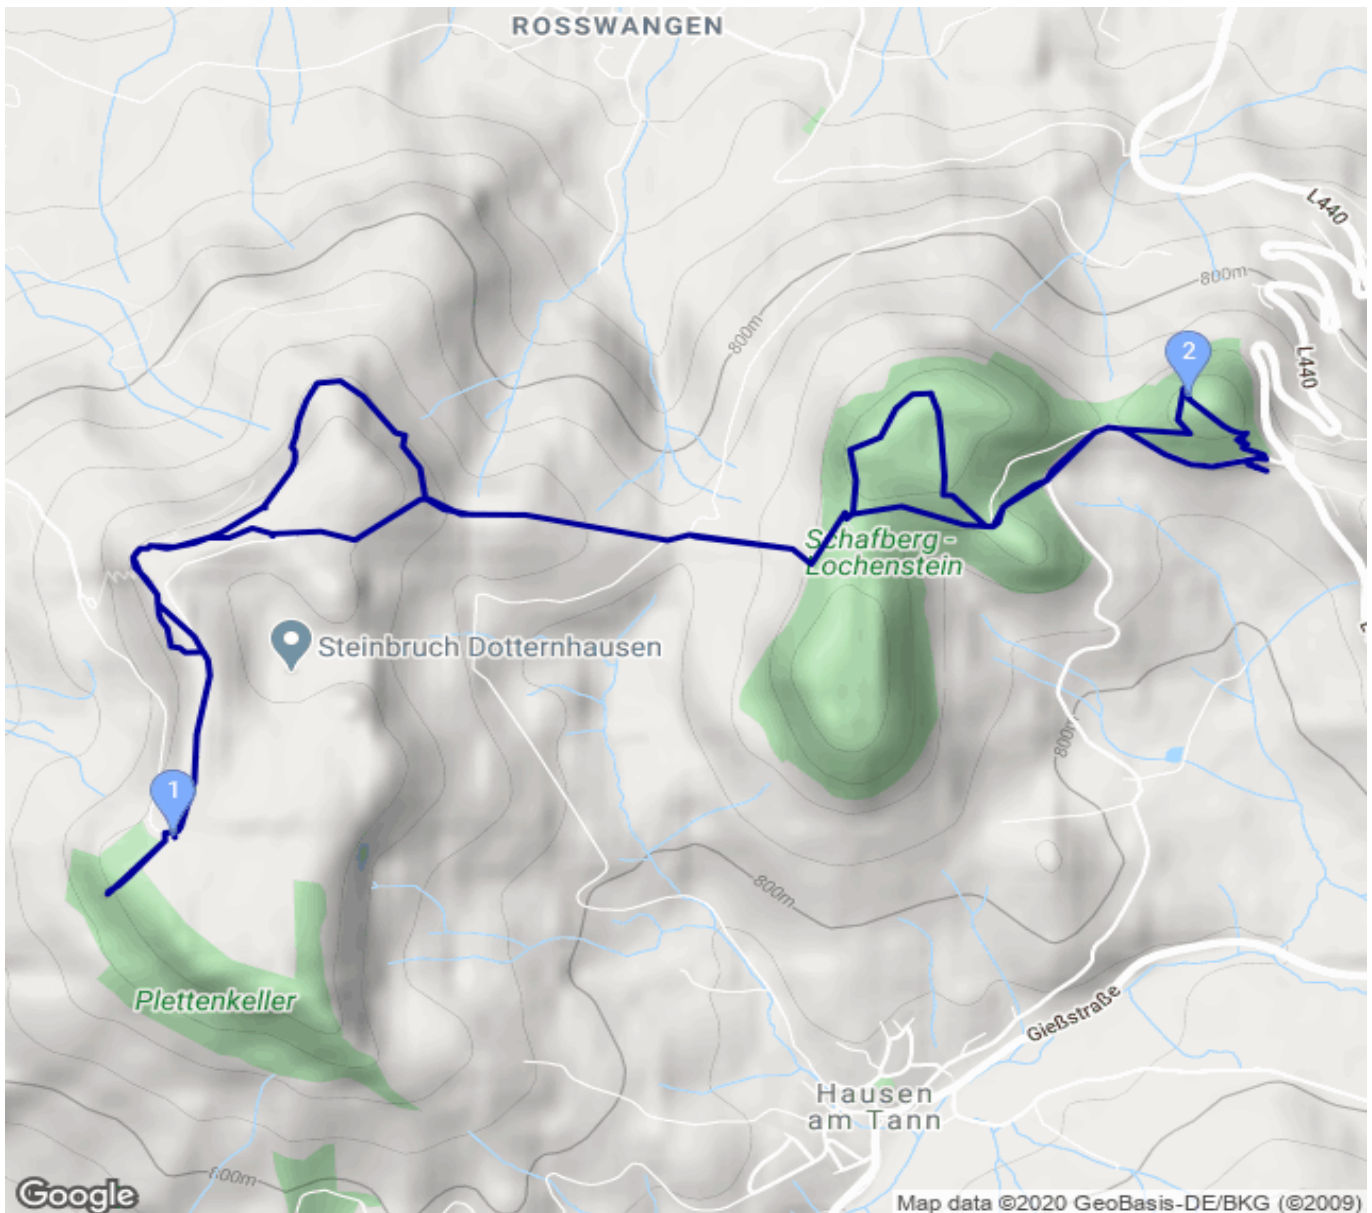 ROSSWANGEN
L440
800m
800m
L440
2
Schafberg -
Lochenstein
Steinbruch Dotternhausen
800m
1
800m
Plettenkeller
Gießstraße
Hausen
am Tann
800m
Google
Map data ©2020 GeoBasis-DE/BKG (©2009)